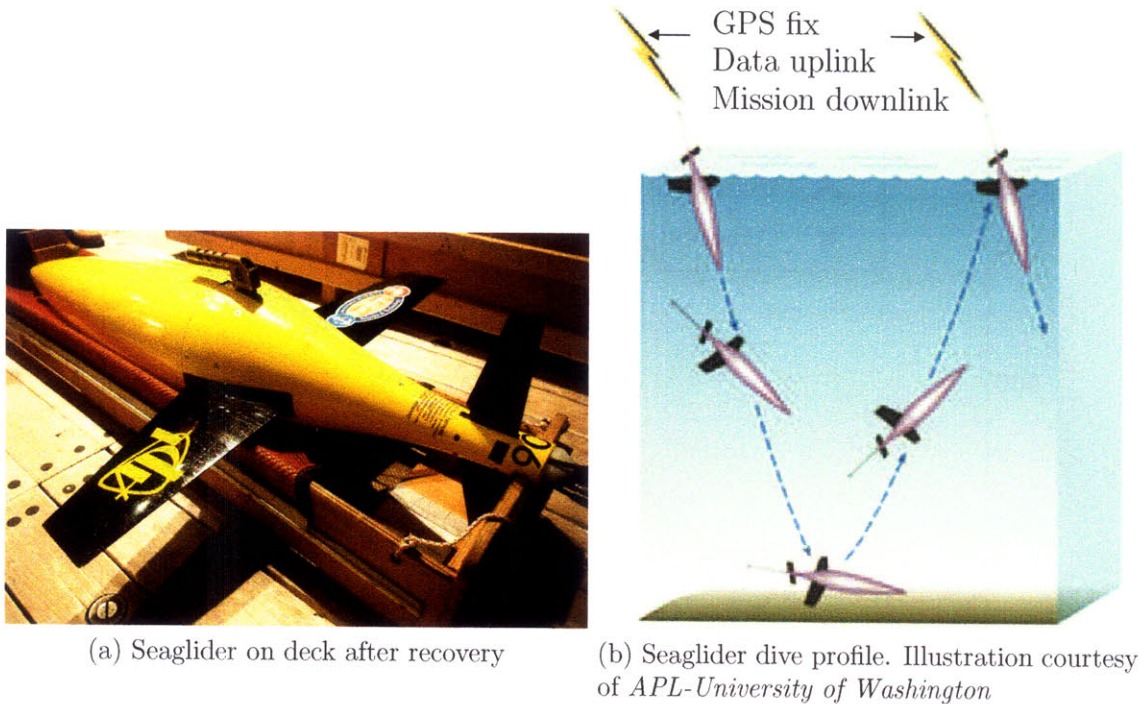 GPS fix
Data uplink
Mission downlink
(a) Seaglider on deck after recovery
(b) Seaglider dive profile. Illustration courtesy
of APL-University of Washington